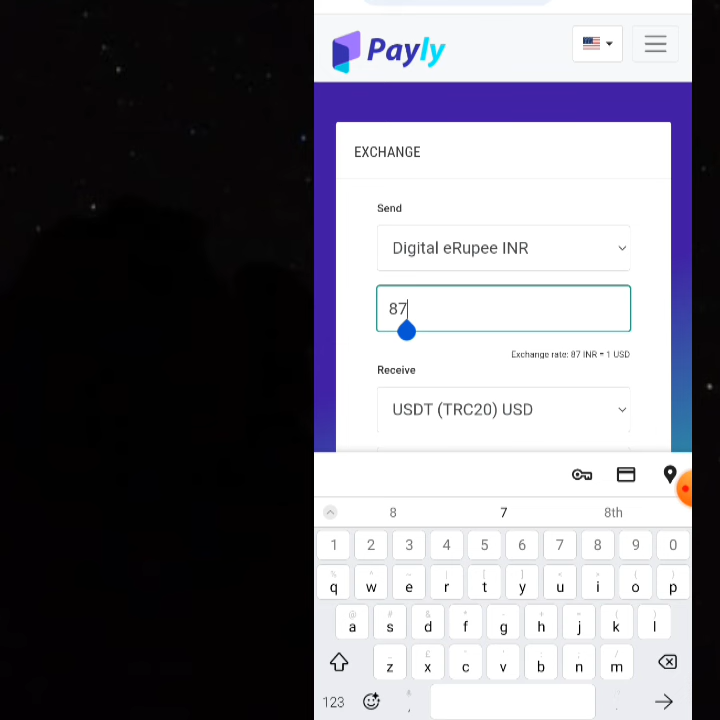 Payly
EXCHANGE
Send
Digital eRupee INR
87
Exchange rate: 87 INR = 1 USD
Receive
USDT (TRC20) USD
8 7 8th
1 2 3 4 5 6 7 8 9 0
q w e r t y u i o p
a s d f g h j k l
z x c v b n m
123 , .